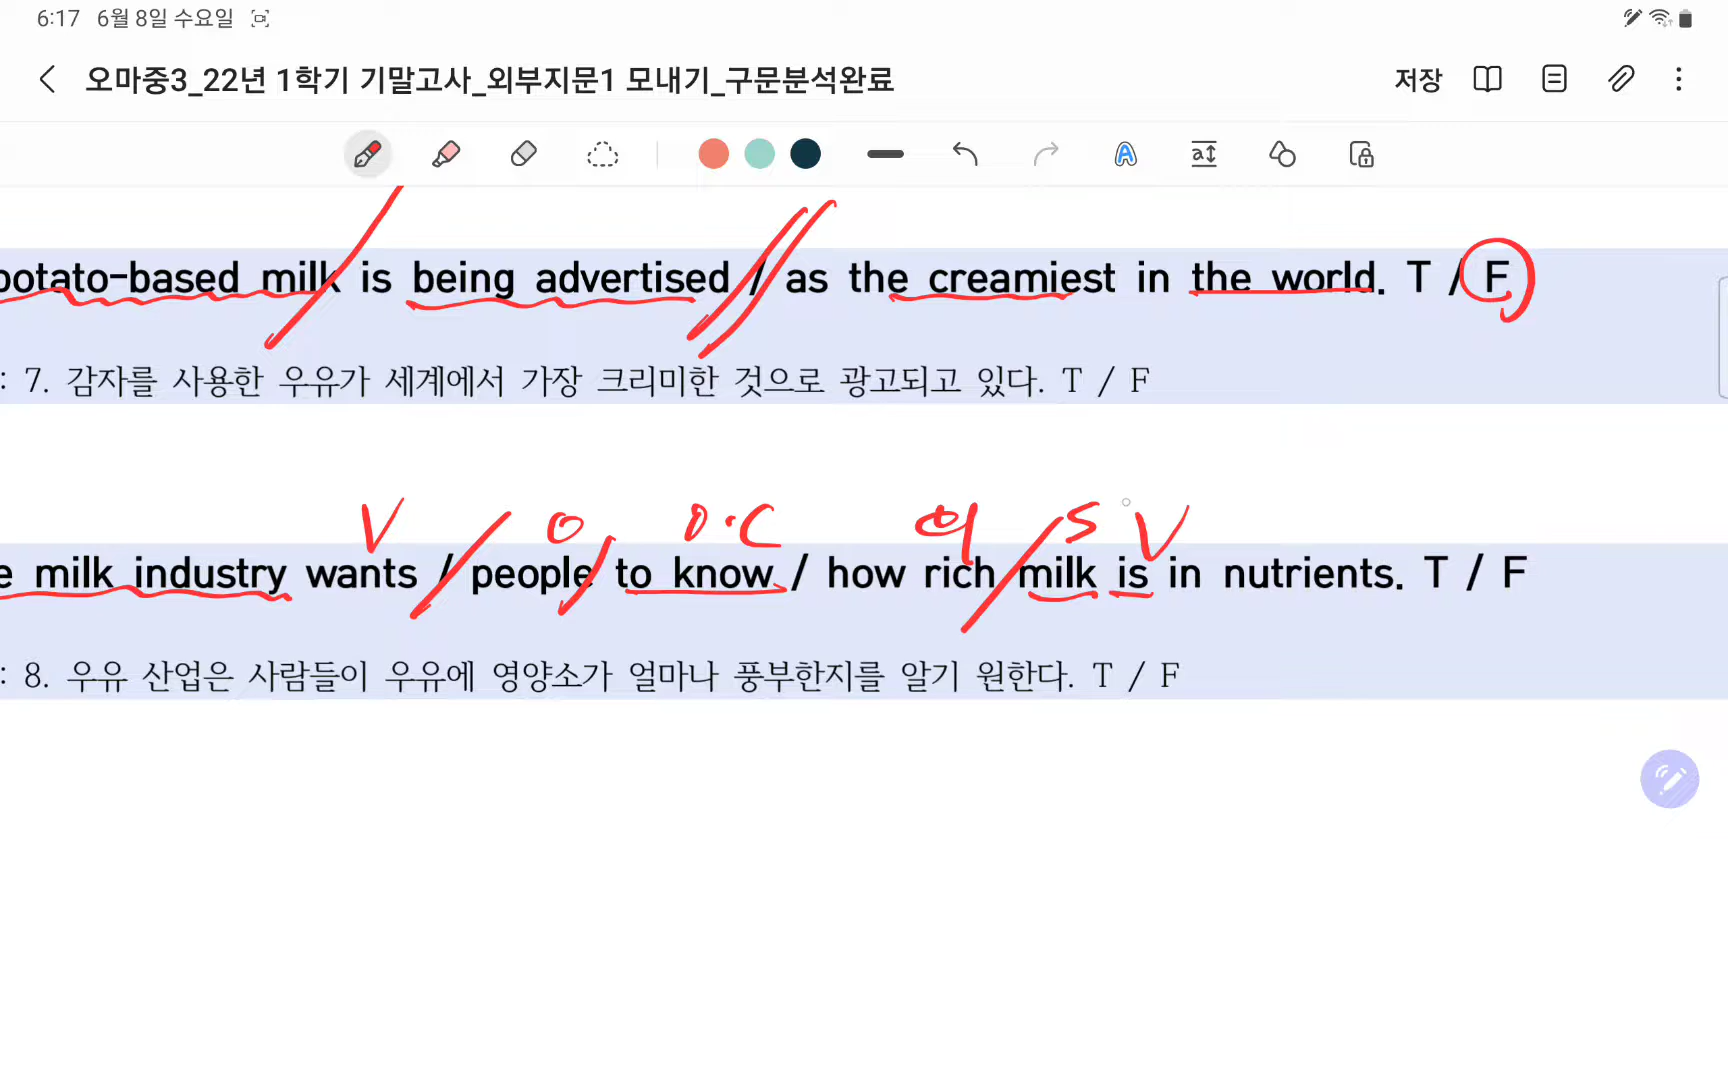 6:17 6월 8일 수요일
오마중3_22년 1학기 기말고사_외부지문1 모내기_구문분석완료
저장
potato-based milk is being advertised / as the creamiest in the world. T / F
: 7. 감자를 사용한 우유가 세계에서 가장 크리미한 것으로 광고되고 있다. T / F
V O O·C S V
e milk industry wants / people to know / how rich milk is in nutrients. T / F
: 8. 우유 산업은 사람들이 우유에 영양소가 얼마나 풍부한지를 알기 원한다. T / F